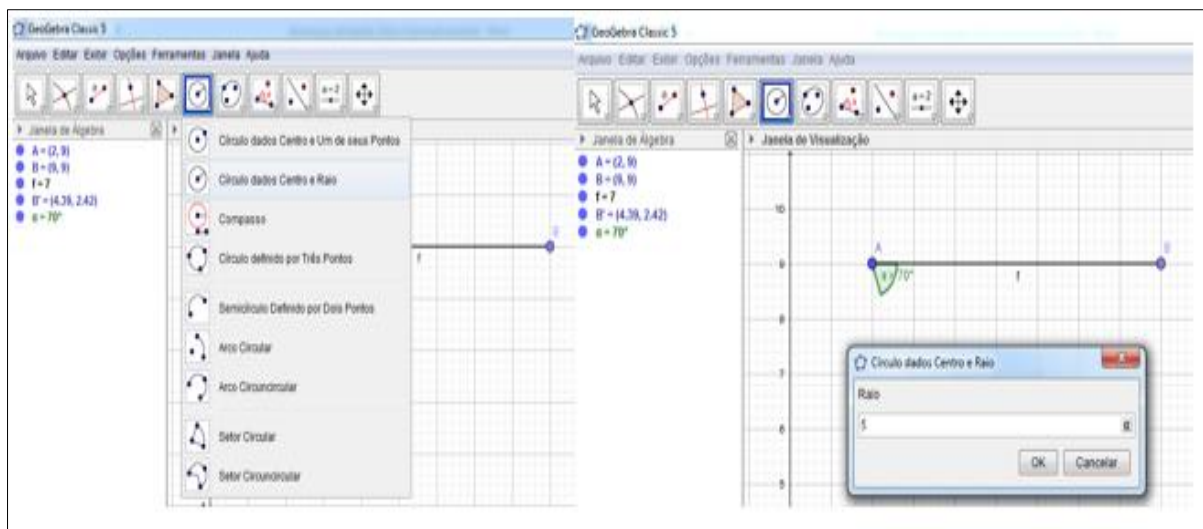 GeoGebra Classic 5
Arquivo Editar Exibir Opções Ferramentas Janela Ajuda
a=2
Janela de Álgebra
A = (2, 9)
B = (9, 9)
f = 7
B' = (4.39, 2.42)
α = 70°
Círculo dados Centro e Um de seus Pontos
Círculo dados Centro e Raio
Compasso
Círculo definido por Três Pontos
Semicírculo Definido por Dois Pontos
Arco Circular
Arco Circuncircular
Setor Circular
Setor Circuncircular
B
f
GeoGebra Classic 5
Arquivo Editar Exibir Opções Ferramentas Janela Ajuda
a=2
Janela de Álgebra
Janela de Visualização
A = (2, 9)
B = (9, 9)
f = 7
B' = (4.39, 2.42)
α = 70°
10
A
B
9
α = 70°
f
8
7
6
5
Círculo dados Centro e Raio
Raio
5
α
OK
Cancelar